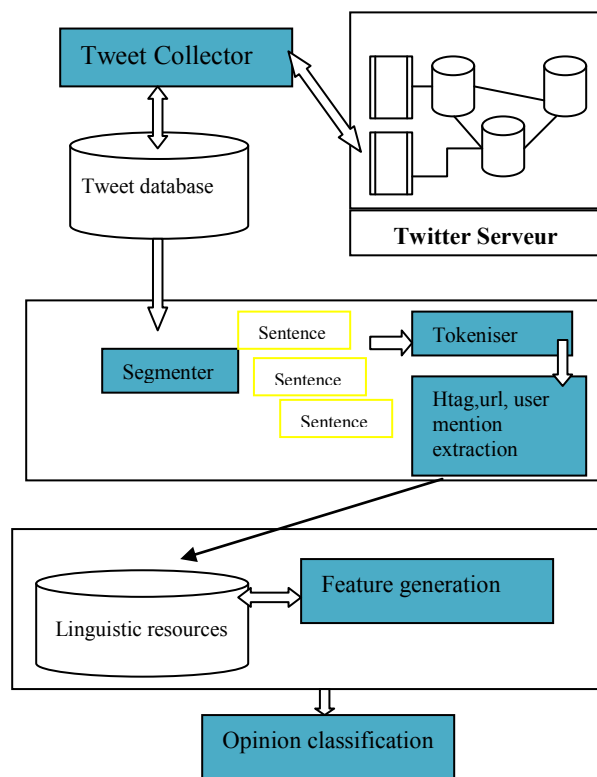 Tweet Collector
Tweet database
Twitter Serveur
Sentence
Tokeniser
Segmenter
Sentence
Sentence
Htag,url, user
mention
extraction
Feature generation
Linguistic resources
Opinion classification